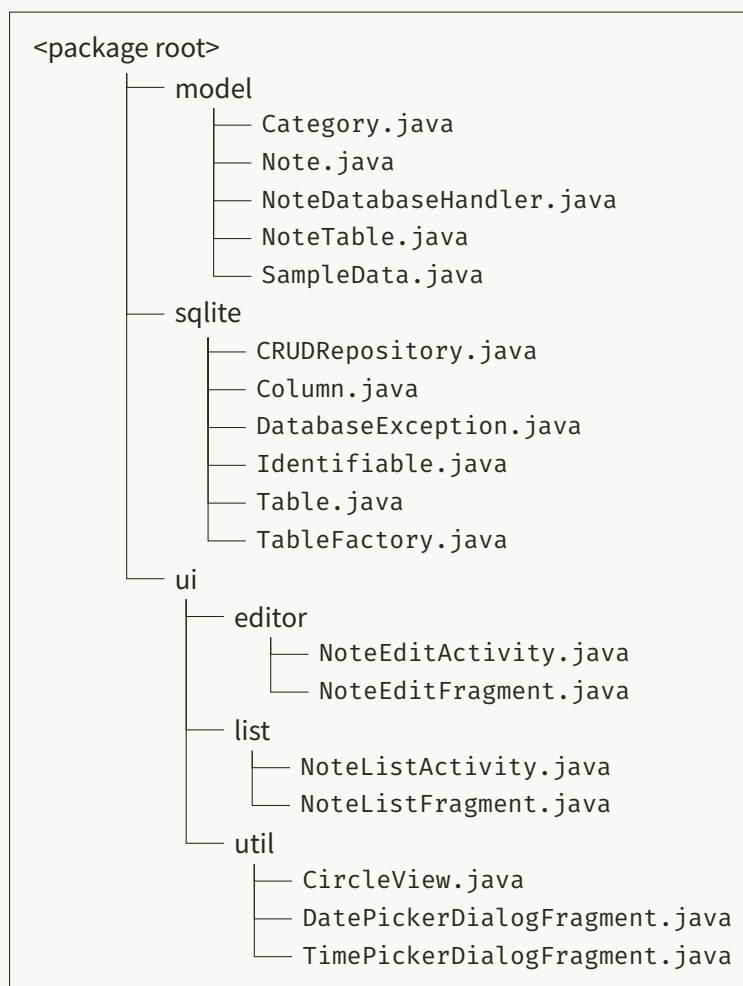 <package root>
model
Category.java
Note.java
NoteDatabaseHandler.java
NoteTable.java
SampleData.java
sqlite
CRUDRepository.java
Column.java
DatabaseException.java
Identifiable.java
Table.java
TableFactory.java
ui
editor
NoteEditActivity.java
NoteEditFragment.java
list
NoteListActivity.java
NoteListFragment.java
util
CircleView.java
DatePickerDialogFragment.java
TimePickerDialogFragment.java